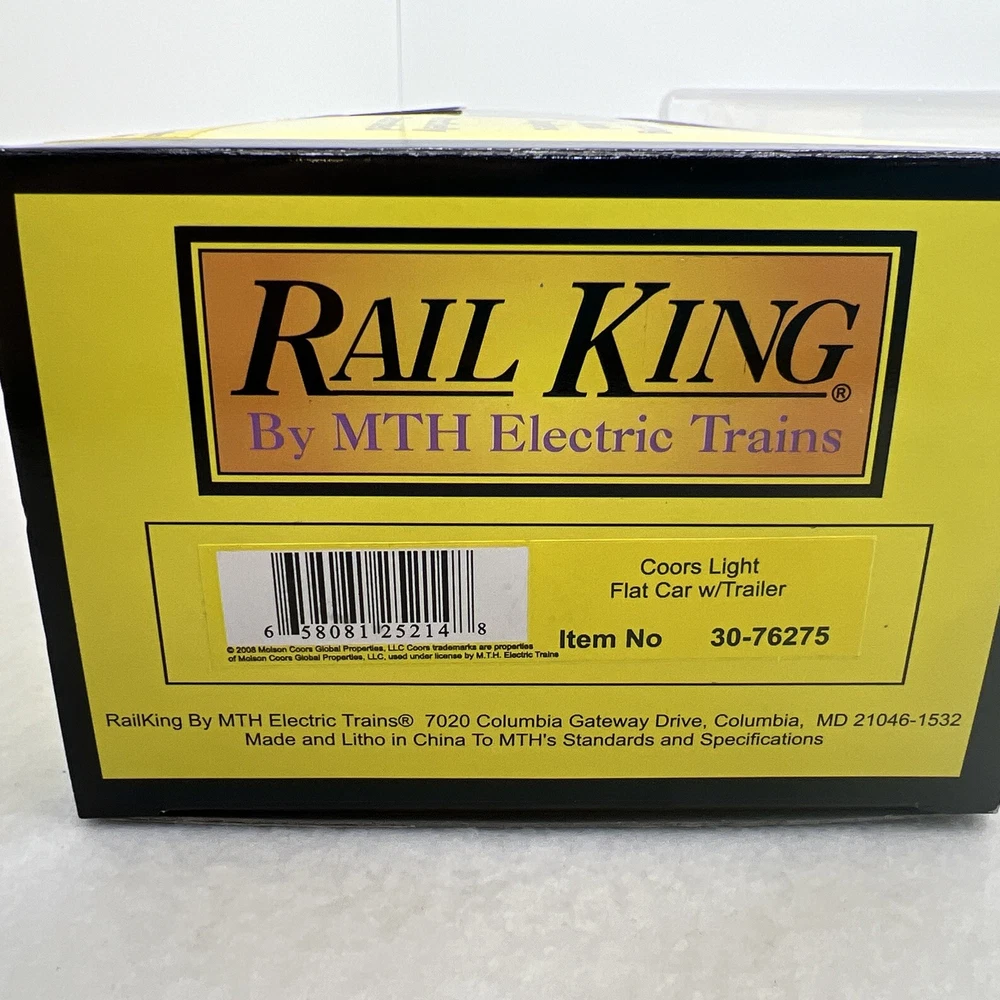 RAIL KING®
By MTH Electric Trains
Coors Light
Flat Car w/Trailer
6 58081 25214 8
Item No 30-76275
© 2008 Molson Coors Global Properties, LLC Coors trademarks are properties
of Molson Coors Global Properties, LLC, used under license by M.T.H. Electric Trains
RailKing By MTH Electric Trains® 7020 Columbia Gateway Drive, Columbia, MD 21046-1532
Made and Litho in China To MTH's Standards and Specifications